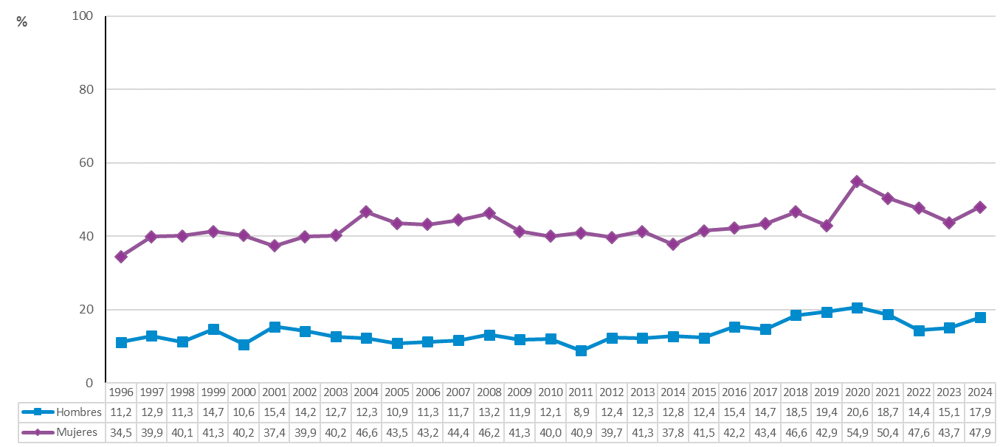 %
100
80
60
40
20
0
1996 1997 1998 1999 2000 2001 2002 2003 2004 2005 2006 2007 2008 2009 2010 2011 2012 2013 2014 2015 2016 2017 2018 2019 2020 2021 2022 2023 2024
Hombres 11,2 12,9 11,3 14,7 10,6 15,4 14,2 12,7 12,3 10,9 11,3 11,7 13,2 11,9 12,1 8,9 12,4 12,3 12,8 12,4 15,4 14,7 18,5 19,4 20,6 18,7 14,4 15,1 17,9
Mujeres 34,5 39,9 40,1 41,3 40,2 37,4 39,9 40,2 46,6 43,5 43,2 44,4 46,2 41,3 40,0 40,9 39,7 41,3 37,8 41,5 42,2 43,4 46,6 42,9 54,9 50,4 47,6 43,7 47,9